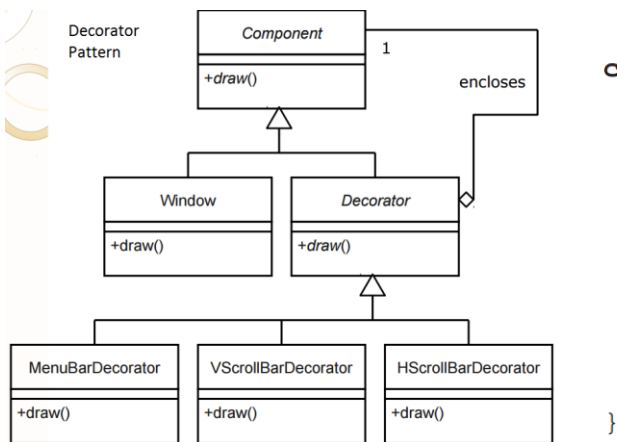 Decorator
Pattern
Component
+draw()
1
encloses
Window
+draw()
Decorator
+draw()
MenuBarDecorator
+draw()
VScrollBarDecorator
+draw()
HScrollBarDecorator
+draw()
}